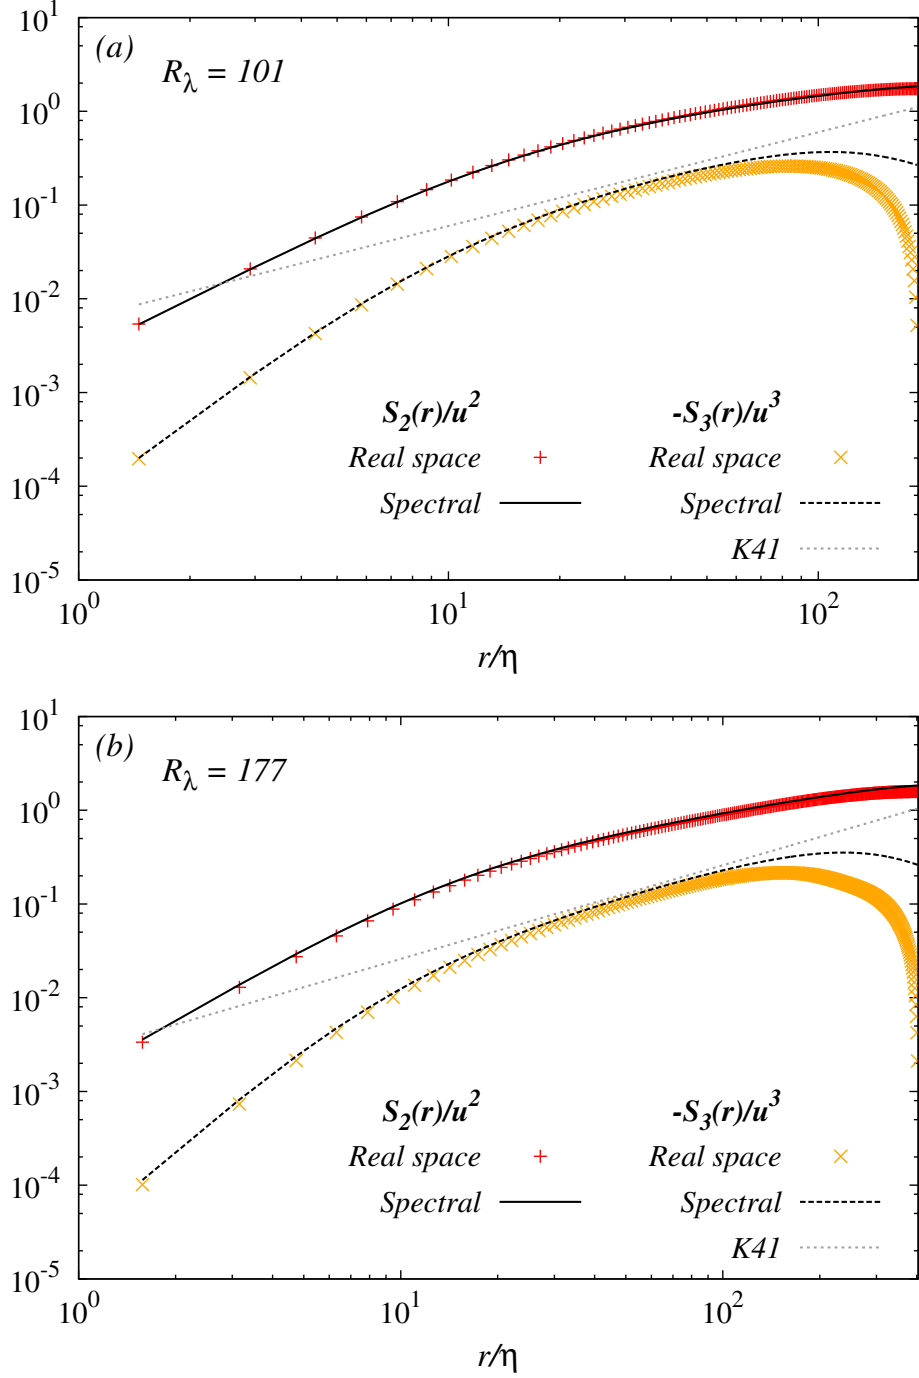 (a)
R_λ = 101
10^1
10^0
10^-1
10^-2
10^-3
10^-4
10^-5
S_2(r)/u^2 -S_3(r)/u^3
Real space Real space
Spectral Spectral
K41
10^0 10^1 10^2
r/η
(b)
R_λ = 177
10^1
10^0
10^-1
10^-2
10^-3
10^-4
10^-5
S_2(r)/u^2 -S_3(r)/u^3
Real space Real space
Spectral Spectral
K41
10^0 10^1 10^2
r/η